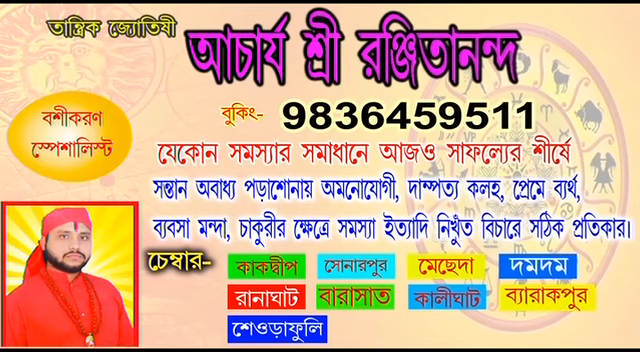 তান্ত্রিক জ্যোতিষী
আচার্য শ্রী রঞ্জিতানন্দ
বশীকরণ
স্পেশালিস্ট
বুকিং- 9836459511
যেকোন সমস্যার সমাধানে আজও সাফল্যের শীর্ষে
সন্তান অবাধ্য পড়াশোনায় অমনোযোগী, দাম্পত্য কলহ, প্রেমে ব্যর্থ,
ব্যবসা মন্দা, চাকুরীর ক্ষেত্রে সমস্যা ইত্যাদি নিখুঁত বিচারে সঠিক প্রতিকার।
চেম্বার- কাকদ্বীপ সোনারপুর মেছেদা দমদম
রানাঘাট বারাসাত কালীঘাট ব্যারাকপুর
শেওড়াফুলি